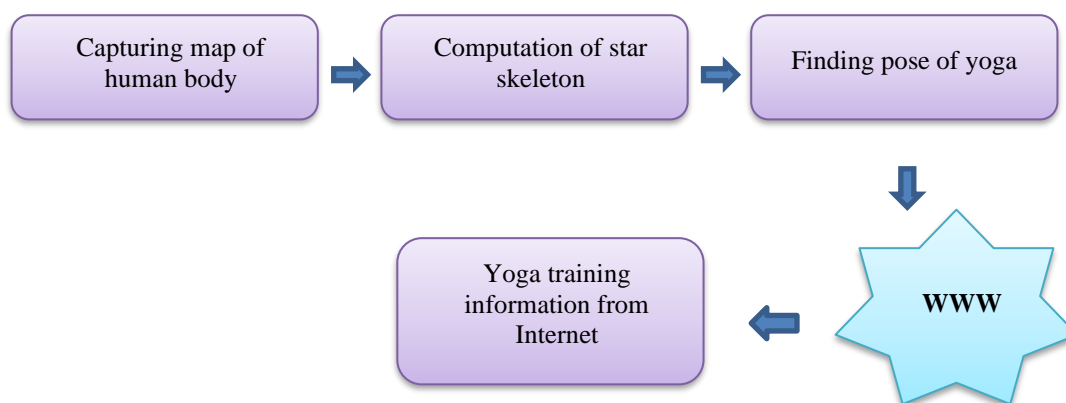 Capturing map of
human body
Computation of star
skeleton
Finding pose of yoga
WWW
Yoga training
information from
Internet